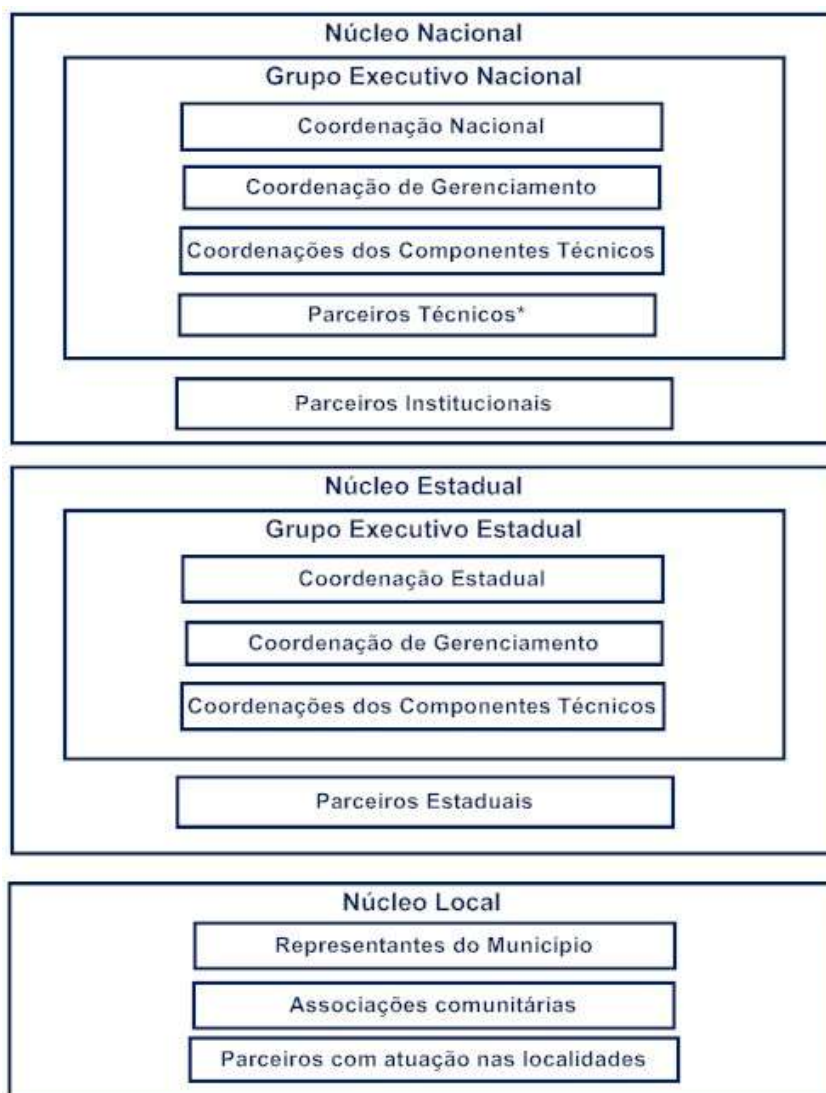 Núcleo Nacional
Grupo Executivo Nacional
Coordenação Nacional
Coordenação de Gerenciamento
Coordenações dos Componentes Técnicos
Parceiros Técnicos*
Parceiros Institucionais
Núcleo Estadual
Grupo Executivo Estadual
Coordenação Estadual
Coordenação de Gerenciamento
Coordenações dos Componentes Técnicos
Parceiros Estaduais
Núcleo Local
Representantes do Município
Associações comunitárias
Parceiros com atuação nas localidades